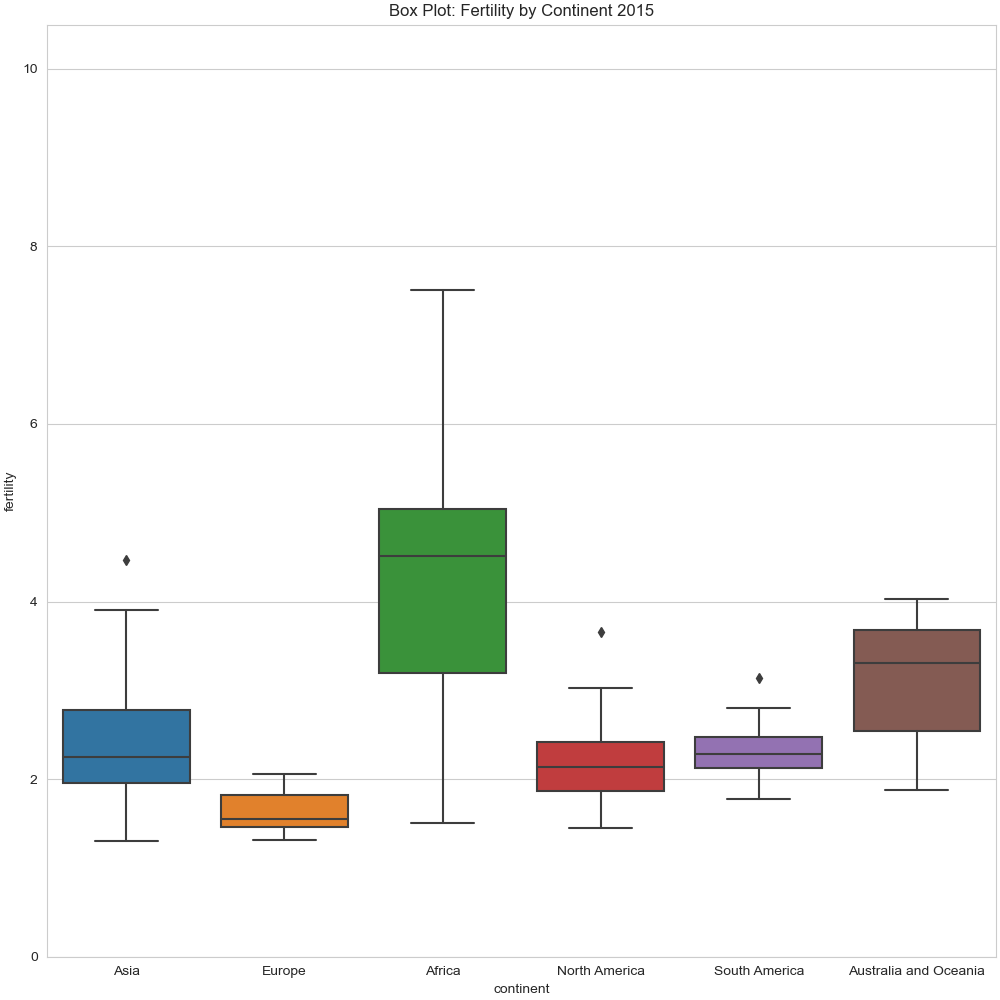 Box Plot: Fertility by Continent 2015
10
8
6
4
2
0
fertility
Asia
Europe
Africa
North America
South America
Australia and Oceania
continent